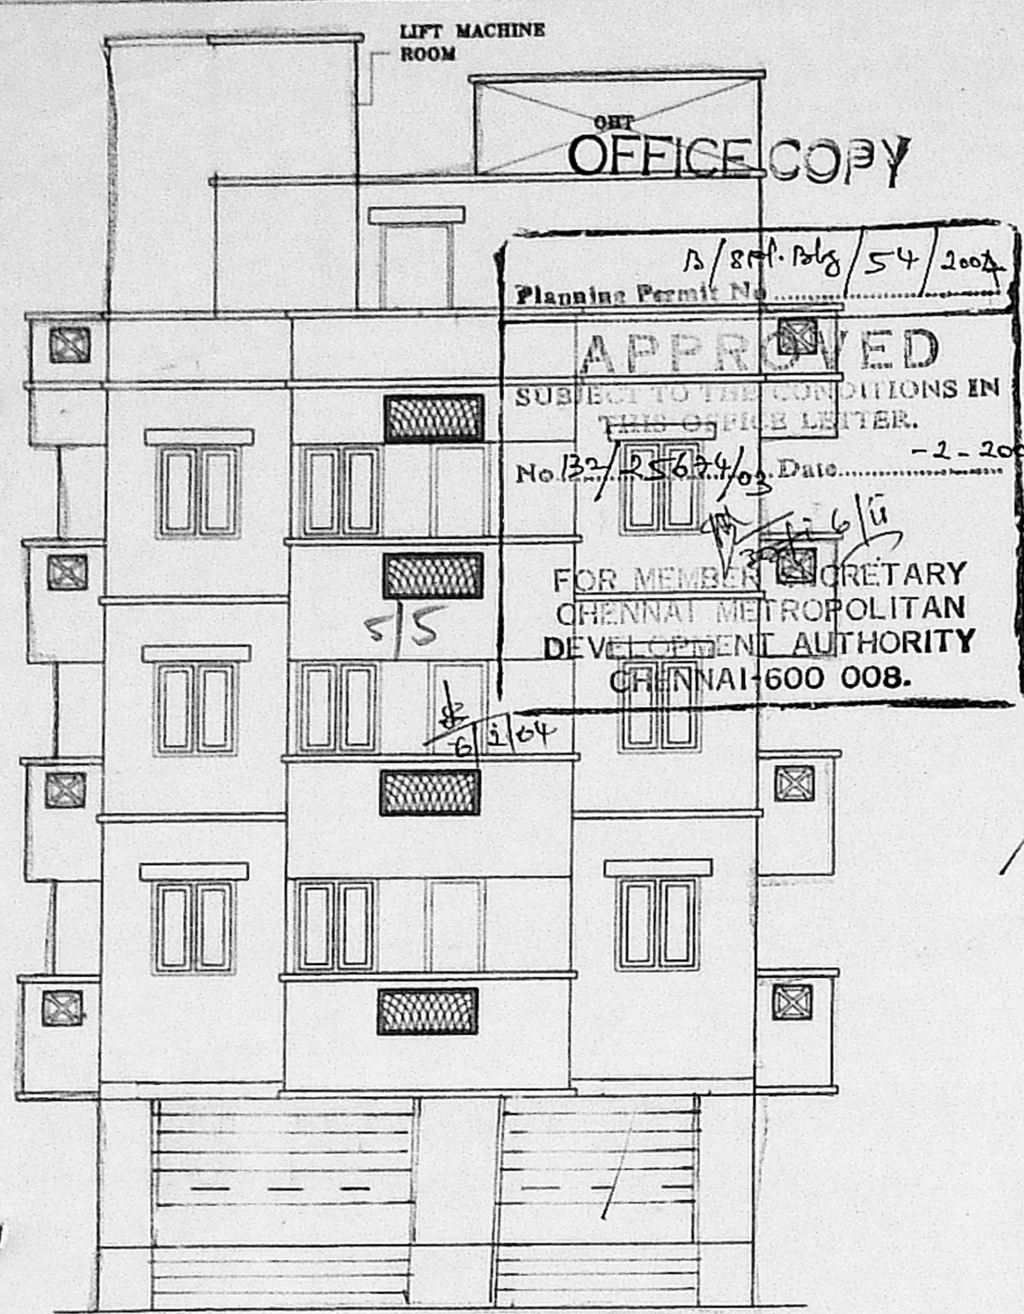 LIFT MACHINE
ROOM
OHT
OFFICE COPY
B/Spl. Bldg/54/2004
Planning Permit No
APPROVED
SUBJECT TO THE CONDITIONS IN
THIS OFFICE LETTER.
No. B2/25674/03 Date -2-200
FOR MEMBER SECRETARY
CHENNAI METROPOLITAN
DEVELOPMENT AUTHORITY
CHENNAI-600 008.
5/5
6/2/04